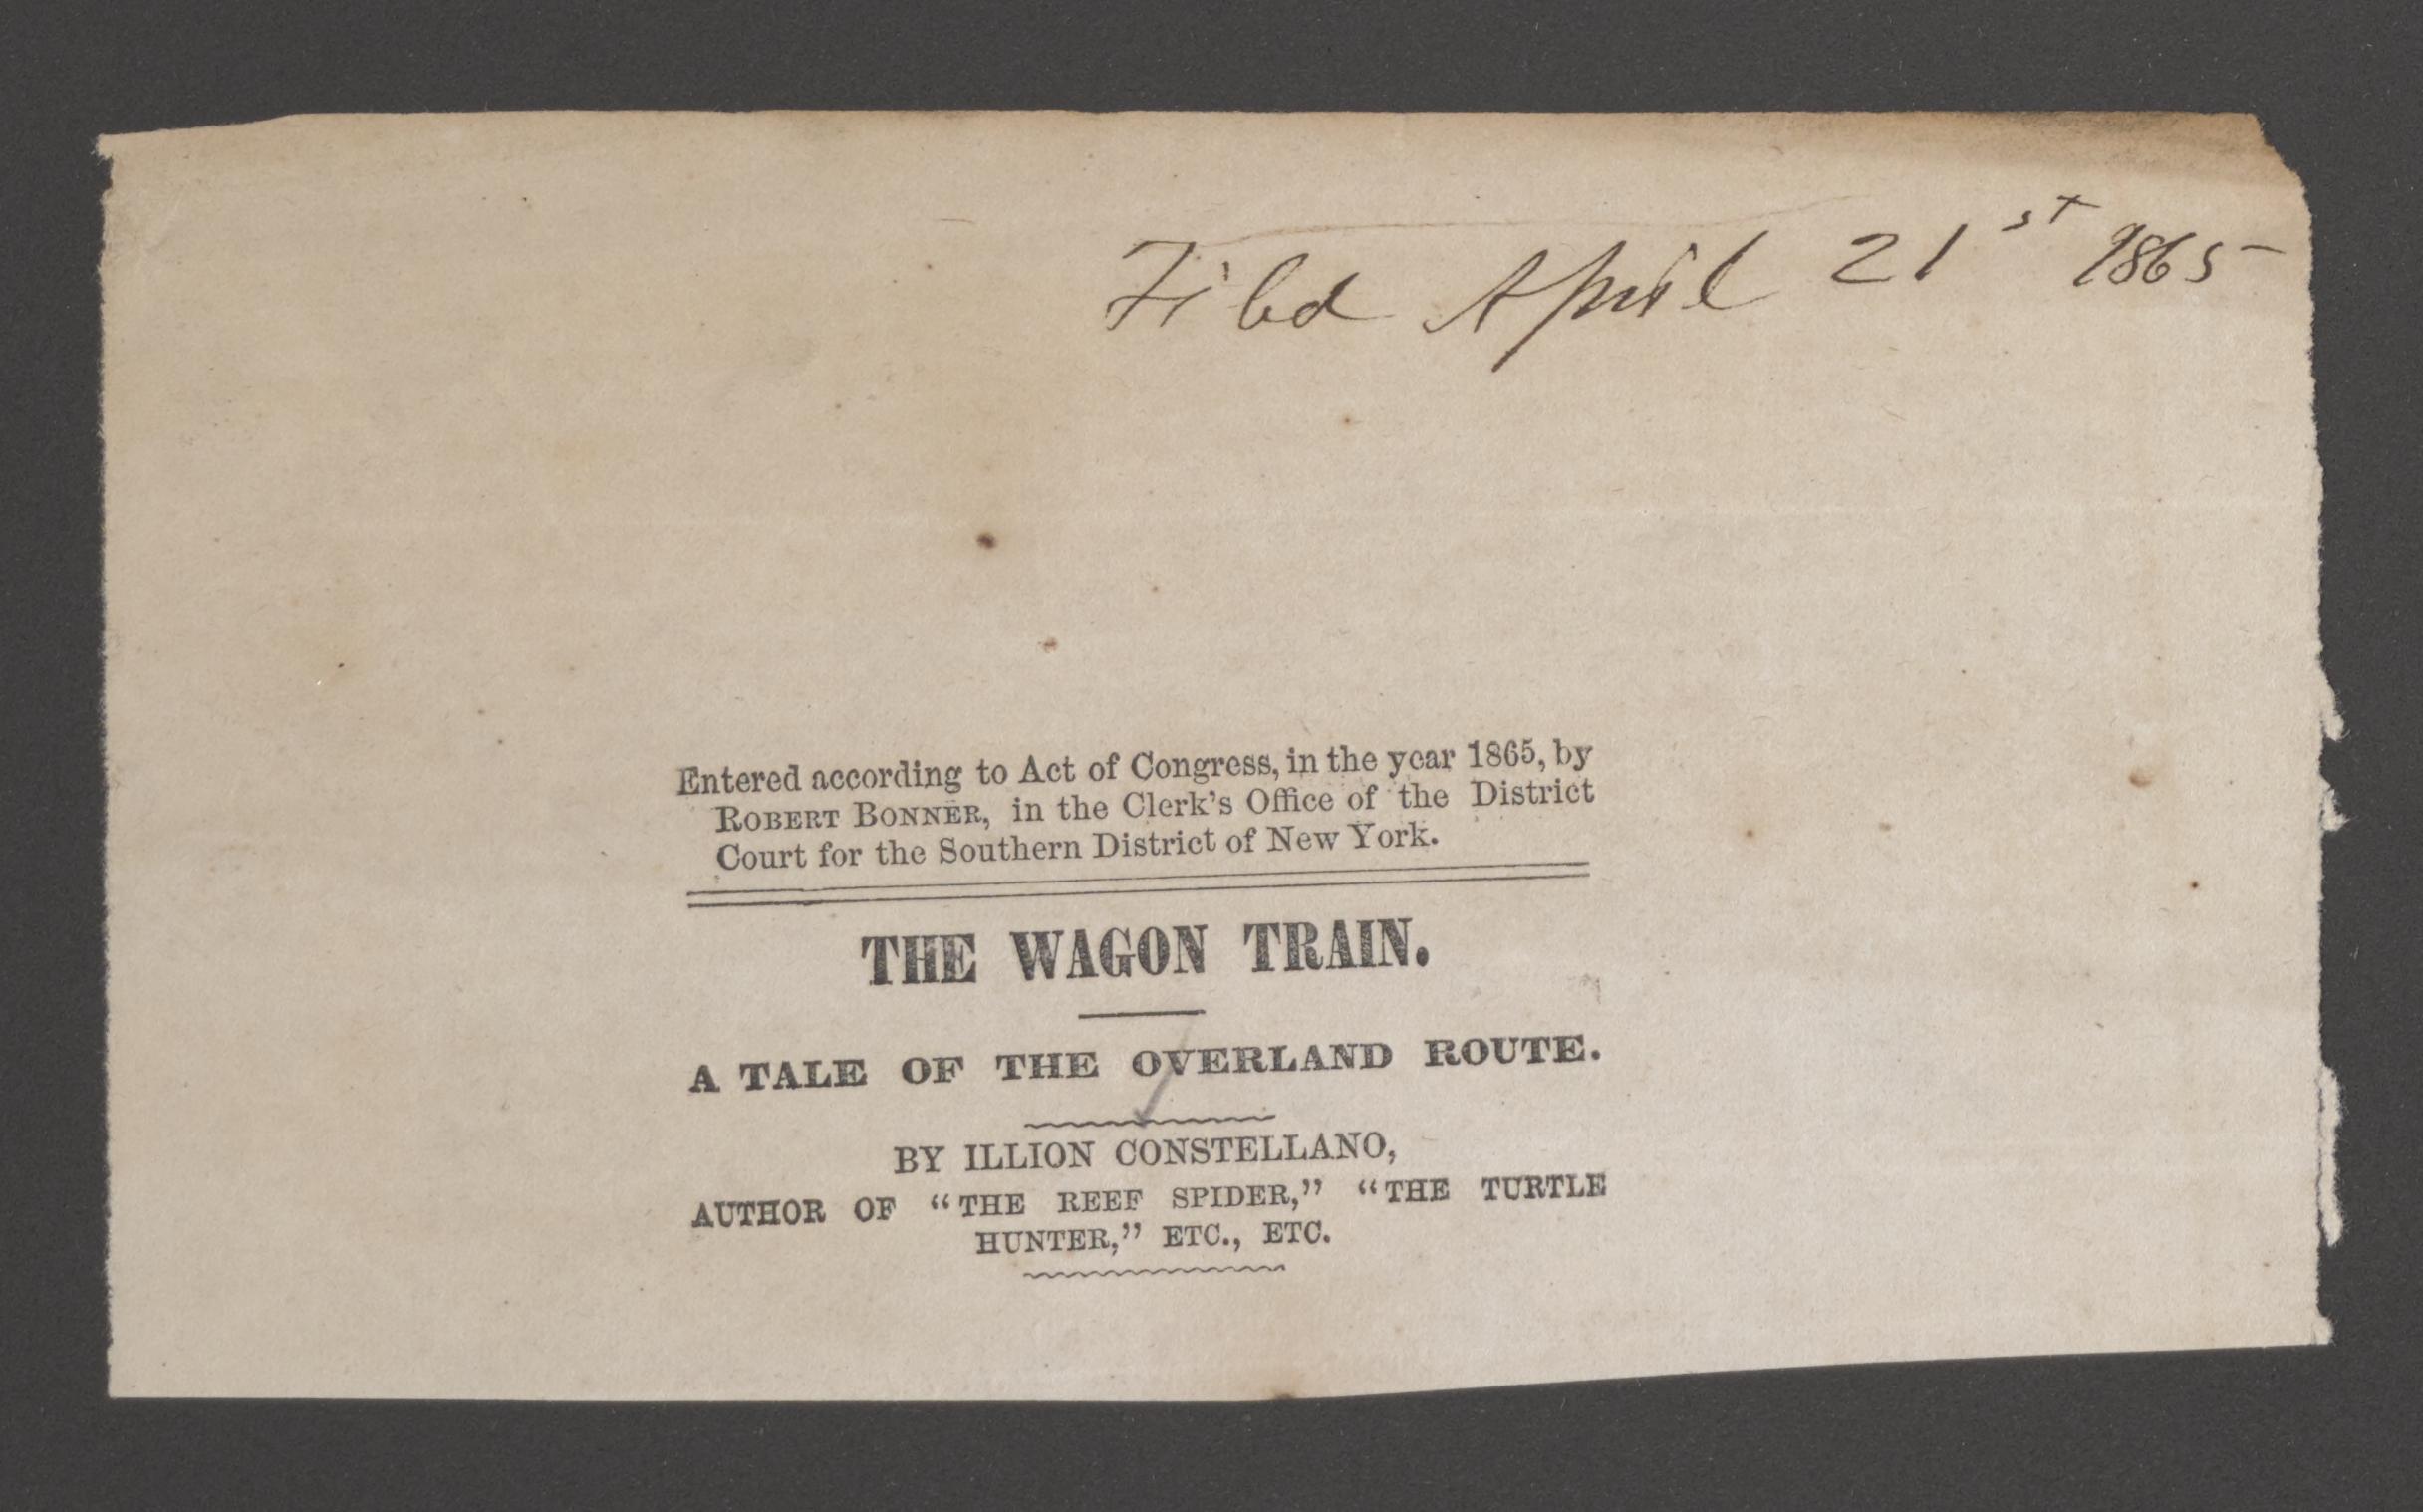 Filed April 21st 1865
Entered according to Act of Congress, in the year 1865, by
ROBERT BONNER, in the Clerk's Office of the District
Court for the Southern District of New York.
THE WAGON TRAIN.
A TALE OF THE OVERLAND ROUTE.
BY ILLION CONSTELLANO,
AUTHOR OF “THE REEF SPIDER,” “THE TURTLE
HUNTER,” ETC., ETC.